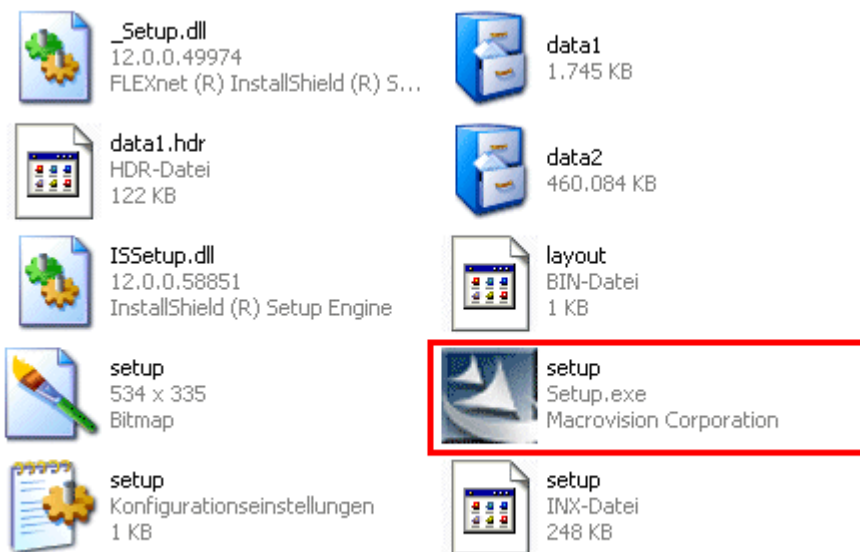 _Setup.dll
12.0.0.49974
FLEXnet (R) InstallShield (R) S...
data1
1.745 KB
data1.hdr
HDR-Datei
122 KB
data2
460.084 KB
ISSetup.dll
12.0.0.58851
InstallShield (R) Setup Engine
layout
BIN-Datei
1 KB
setup
534 x 335
Bitmap
setup
Setup.exe
Macrovision Corporation
setup
Konfigurationseinstellungen
1 KB
setup
INX-Datei
248 KB